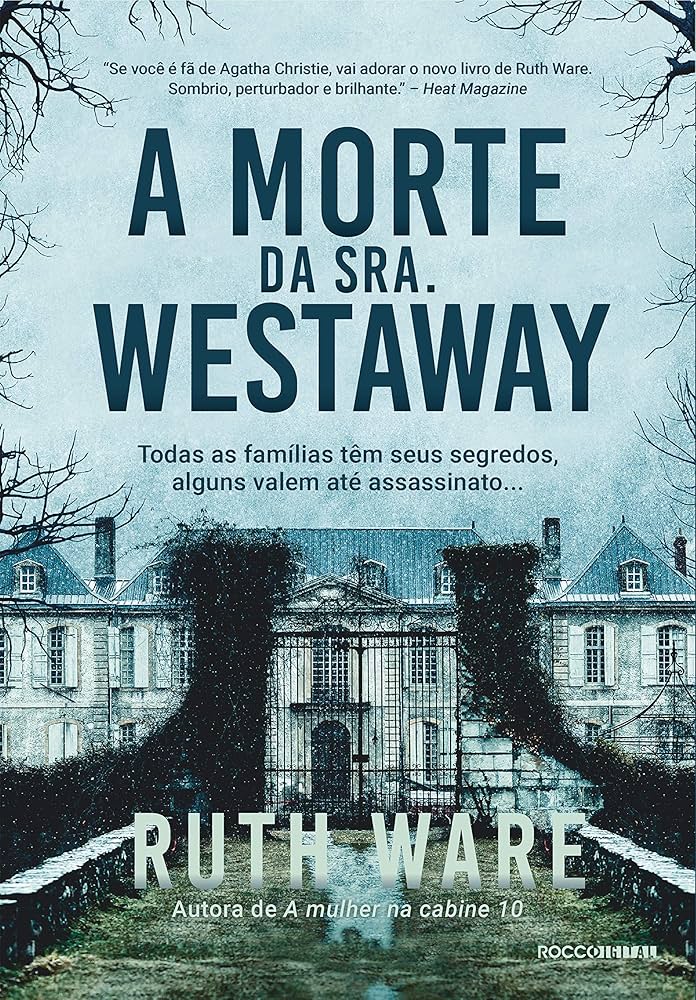 “Se você é fã de Agatha Christie, vai adorar o novo livro de Ruth Ware.
Sombrio, perturbador e brilhante.” – Heat Magazine
A MORTE
DA SRA.
WESTAWAY
Todas as famílias têm seus segredos,
alguns valem até assassinato...
RUTH WARE
Autora de A mulher na cabine 10
ROCCODIGITAL